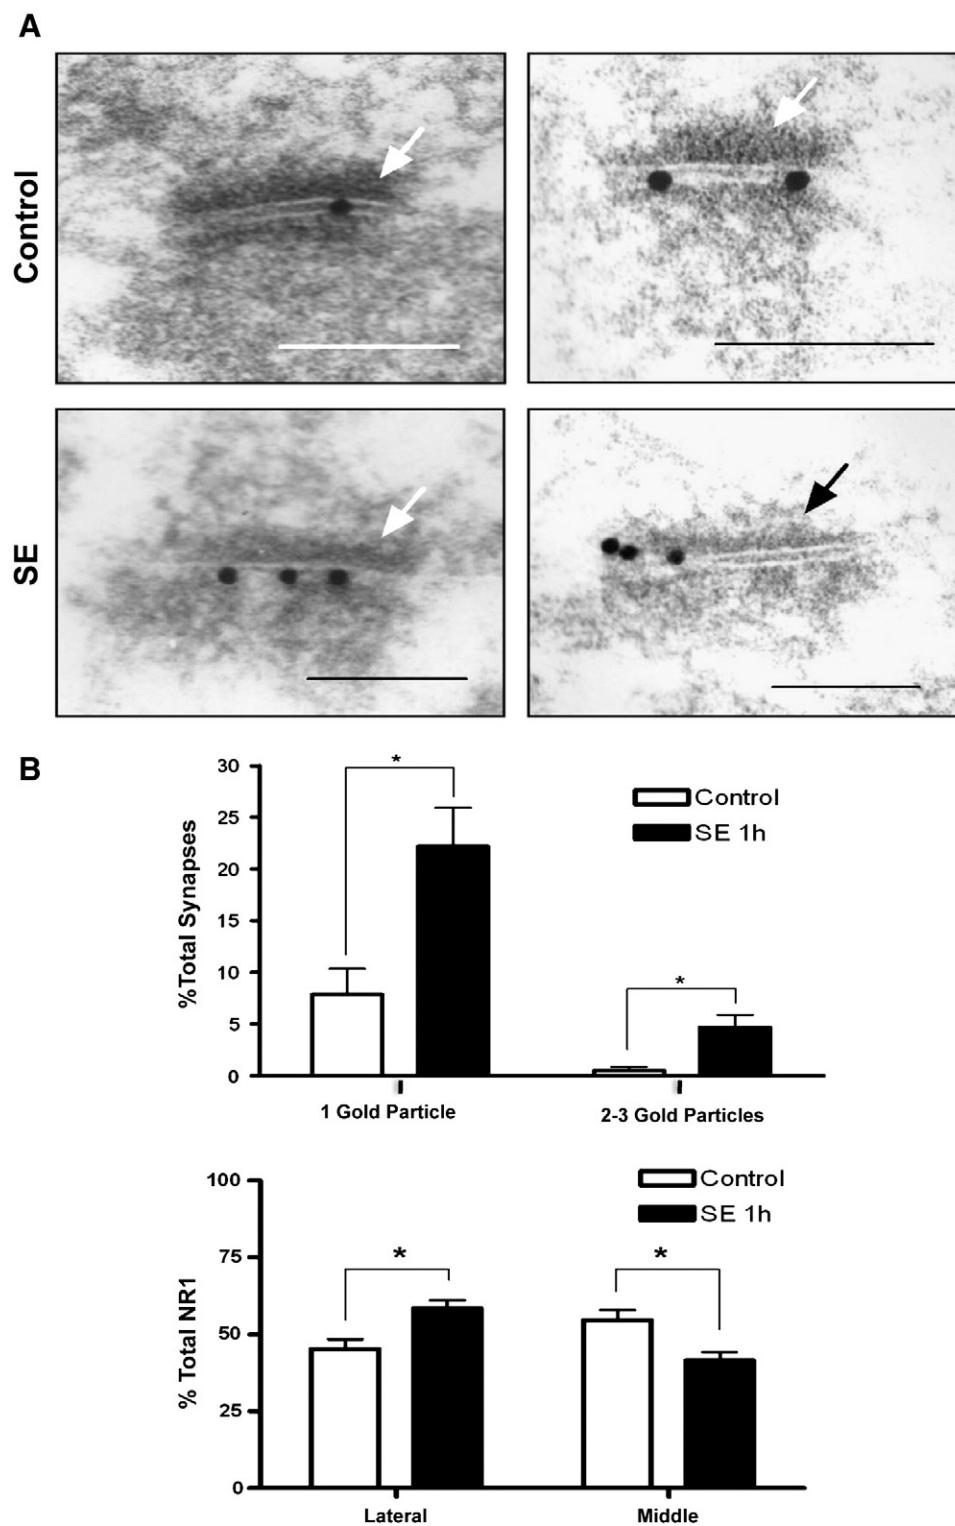 A
Control
SE
B
30
25
20
15
10
5
0
%Total Synapses
*
*
Control
SE 1h
1 Gold Particle
2-3 Gold Particles
100
75
50
25
0
% Total NR1
*
*
Control
SE 1h
Lateral
Middle